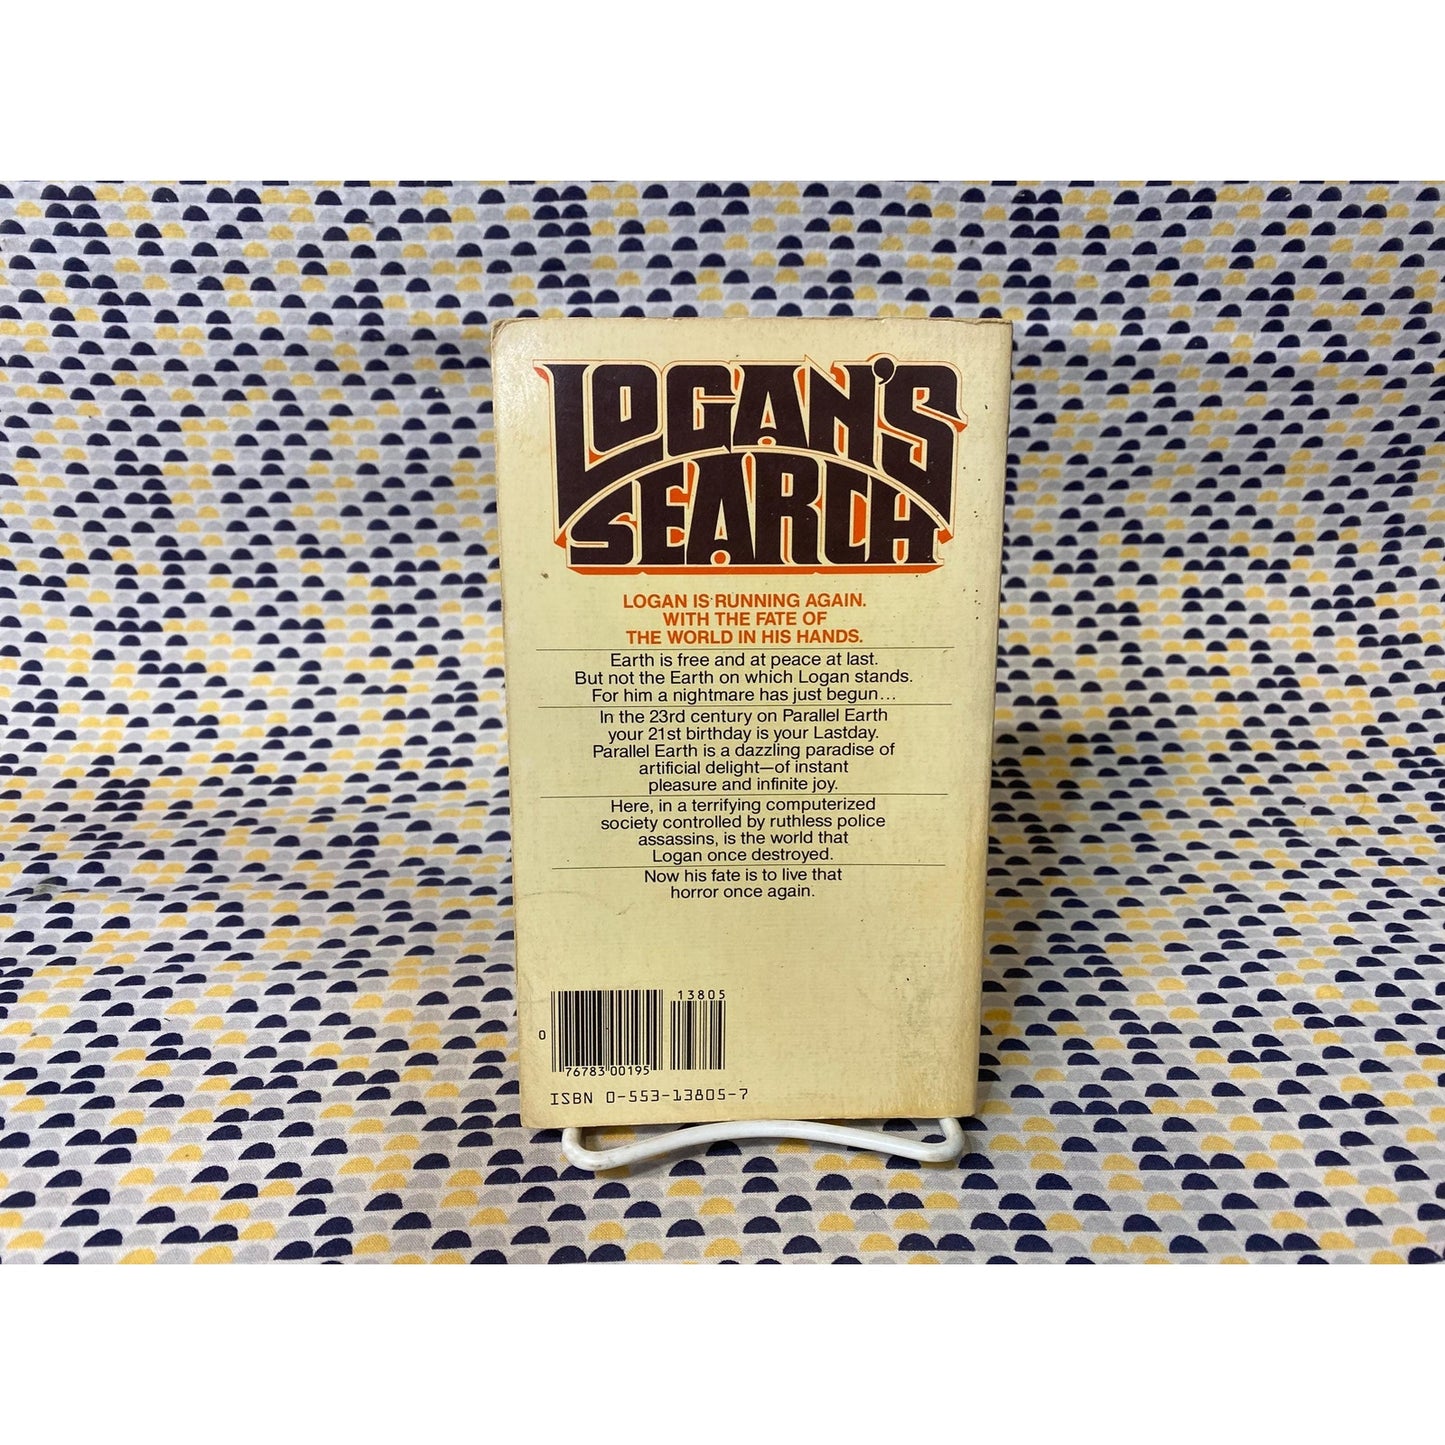 LOGAN'S
SEARCH
LOGAN IS RUNNING AGAIN.
WITH THE FATE OF
THE WORLD IN HIS HANDS.
Earth is free and at peace at last.
But not the Earth on which Logan stands.
For him a nightmare has just begun...
In the 23rd century on Parallel Earth
your 21st birthday is your Lastday.
Parallel Earth is a dazzling paradise of
artificial delight—of instant
pleasure and infinite joy.
Here, in a terrifying computerized
society controlled by ruthless police
assassins, is the world that
Logan once destroyed.
Now his fate is to live that
horror once again.
13805
0
76783 00195
ISBN 0-553-13805-7